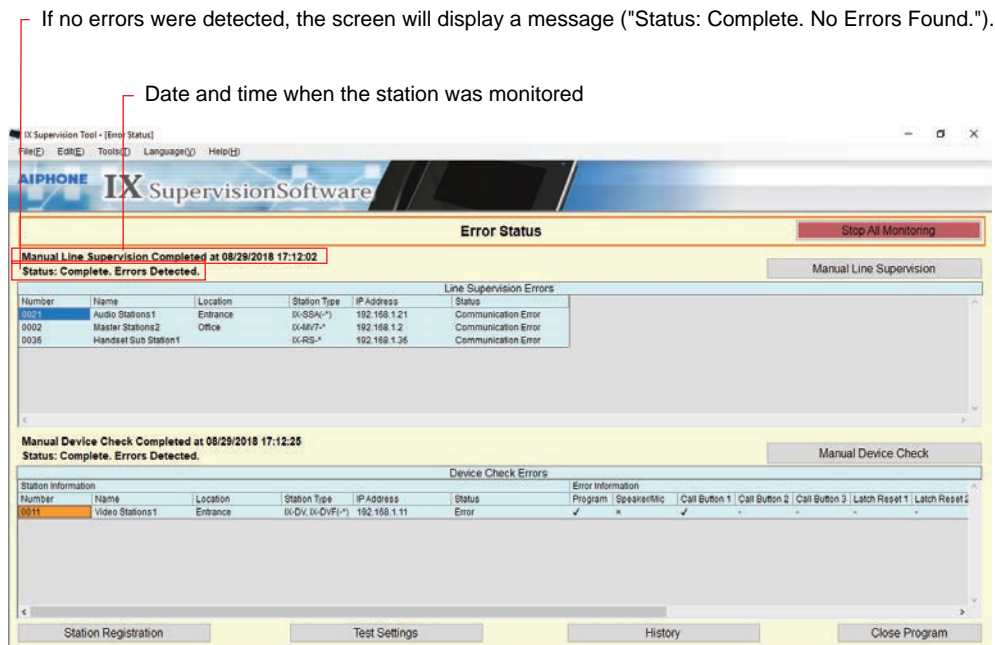 If no errors were detected, the screen will display a message ("Status: Complete. No Errors Found.").
Date and time when the station was monitored
IX Supervision Tool - [Error Status]
File(F) Edit(E) Tools(T) Language(Y) Help(H)
AIPHONE IX SupervisionSoftware
Error Status Stop All Monitoring
Manual Line Supervision Completed at 08/29/2018 17:12:02
Status: Complete. Errors Detected. Manual Line Supervision
Line Supervision Errors
Number Name Location Station Type IP Address Status
0021 Audio Stations1 Entrance IX-SSA(-*) 192.168.1.21 Communication Error
0002 Master Stations2 Office IX-MV7-* 192.168.1.2 Communication Error
0036 Handset Sub Station1 IX-RS-* 192.168.1.36 Communication Error
Manual Device Check Completed at 08/29/2018 17:12:25
Status: Complete. Errors Detected. Manual Device Check
Device Check Errors
Station Information Error Information
Number Name Location Station Type IP Address Status Program Speaker/Mic Call Button 1 Call Button 2 Call Button 3 Latch Reset 1 Latch Reset 2
0011 Video Stations1 Entrance IX-DV, IX-DVF(-*) 192.168.1.11 Error ✓ × ✓ - - - -
Station Registration Test Settings History Close Program